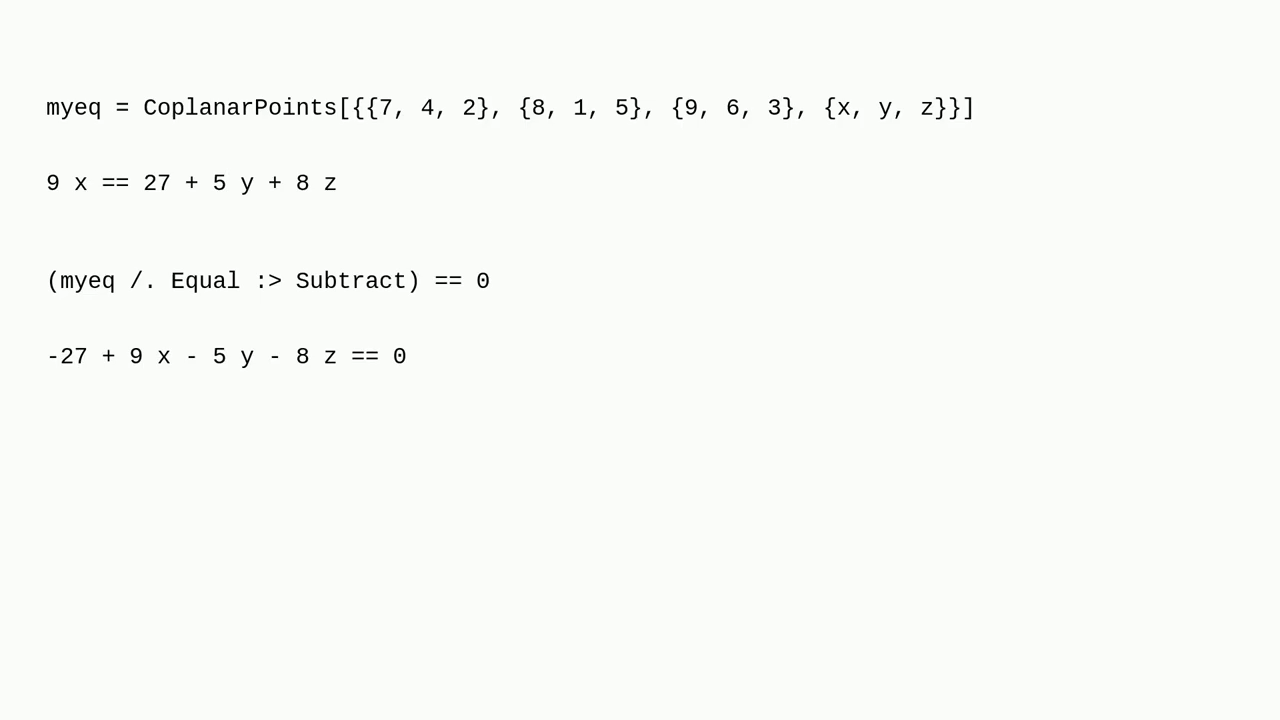 myeq = CoplanarPoints[{{7, 4, 2}, {8, 1, 5}, {9, 6, 3}, {x, y, z}}]
9 x == 27 + 5 y + 8 z
(myeq /. Equal :> Subtract) == 0
-27 + 9 x - 5 y - 8 z == 0